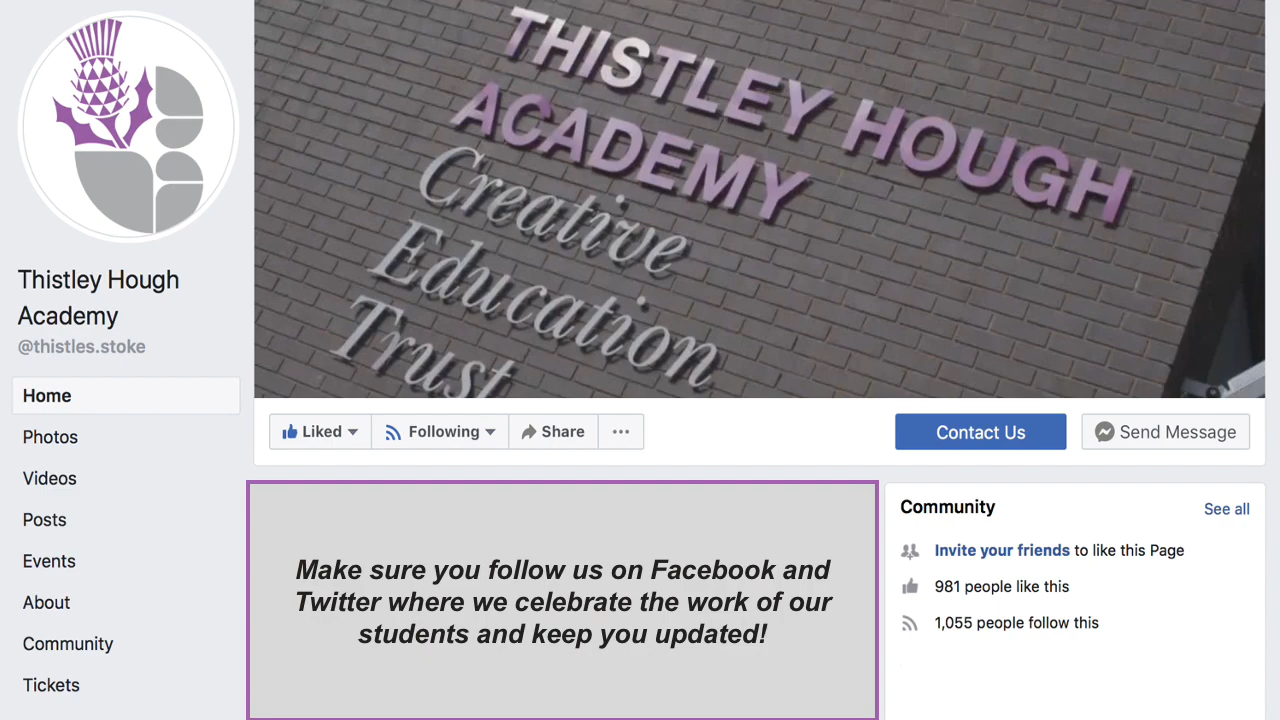 THISTLEY HOUGH
ACADEMY
Creative
Education
Trust
Thistley Hough
Academy
@thistles.stoke
Home
Photos
Videos
Posts
Events
About
Community
Tickets
Liked
Following
Share
Contact Us
Send Message
Make sure you follow us on Facebook and
Twitter where we celebrate the work of our
students and keep you updated!
Community
See all
Invite your friends to like this Page
981 people like this
1,055 people follow this